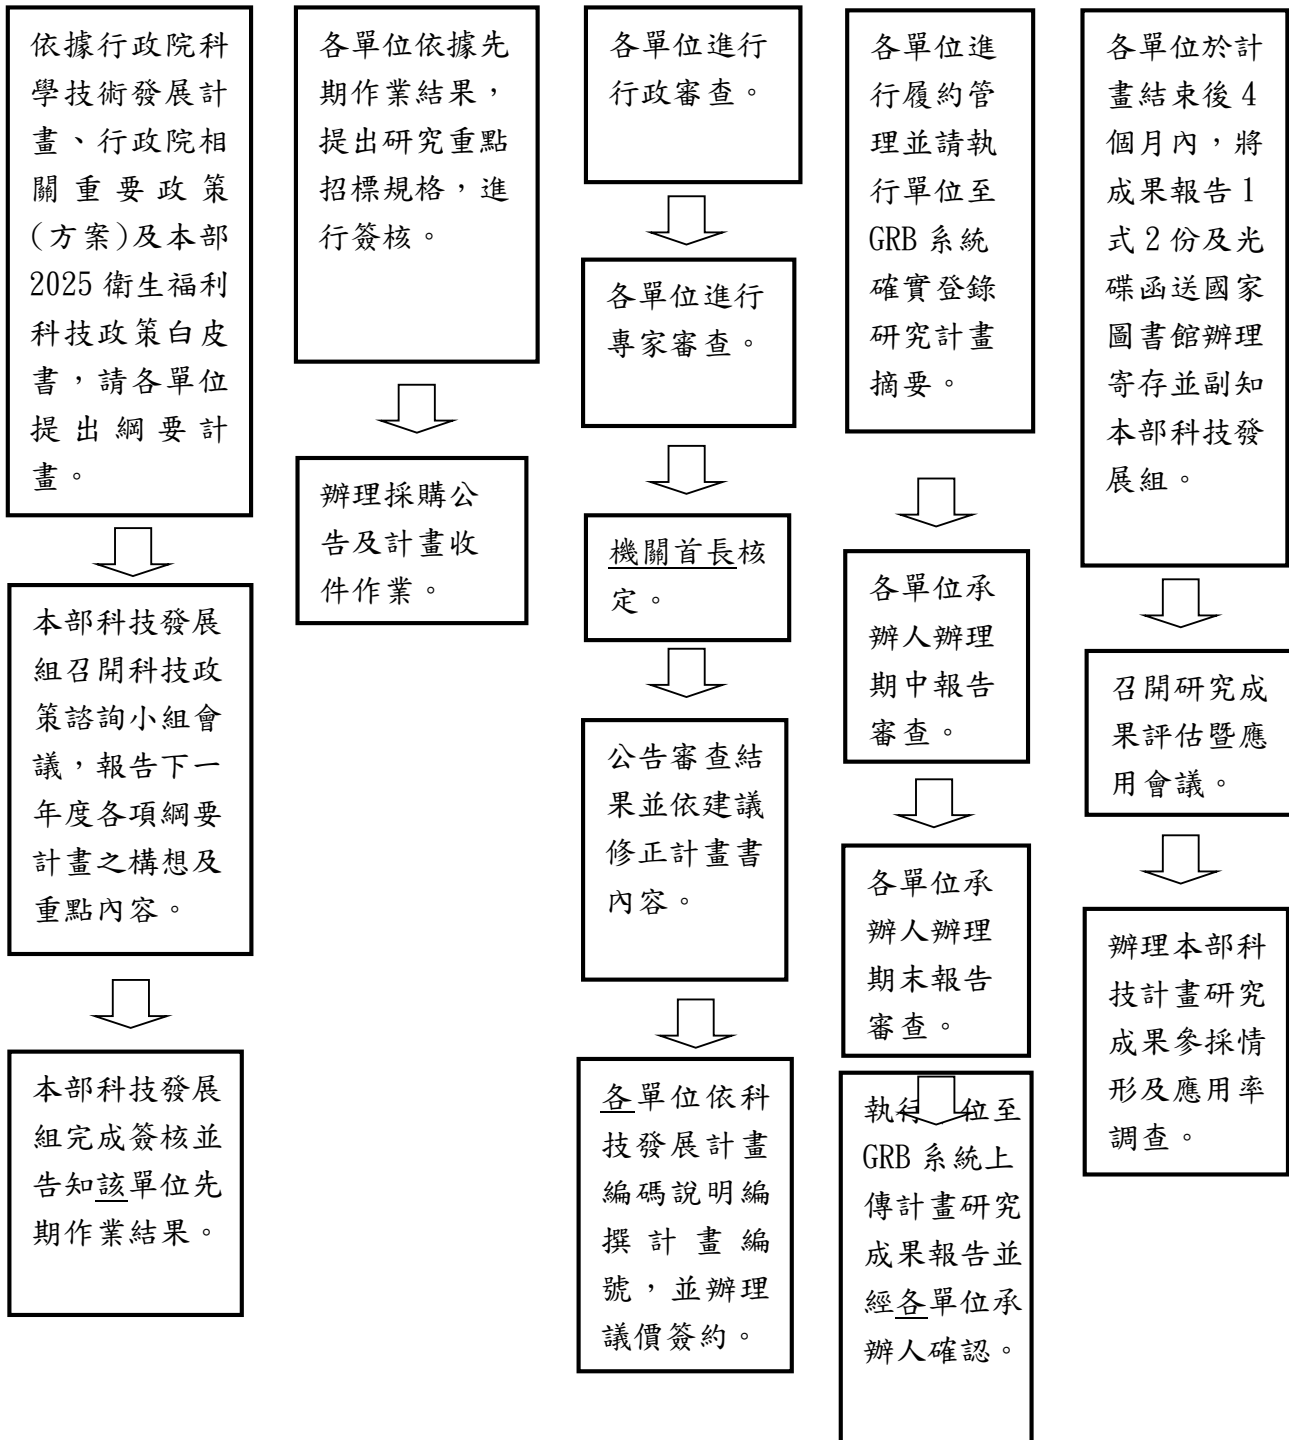 依據行政院科
學技術發展計
畫、行政院相
關重要政策
(方案)及本部
2025 衛生福利
科技政策白皮
書，請各單位
提出綱要計
畫。
本部科技發展
組召開科技政
策諮詢小組會
議，報告下一
年度各項綱要
計畫之構想及
重點內容。
本部科技發展
組完成簽核並
告知該單位先
期作業結果。
各單位依據先
期作業結果，
提出研究重點
招標規格，進
行簽核。
辦理採購公
告及計畫收
件作業。
各單位進行
行政審查。
各單位進行
專家審查。
機關首長核
定。
公告審查結
果並依建議
修正計畫書
內容。
各單位依科
技發展計畫
編碼說明編
撰計畫編
號，並辦理
議價簽約。
各單位進
行履約管
理並請執
行單位至
GRB 系統
確實登錄
研究計畫
摘要。
各單位承
辦人辦理
期中報告
審查。
各單位承
辦人辦理
期末報告
審查。
執行位至
GRB 系統上
傳計畫研究
成果報告並
經各單位承
辦人確認。
各單位於計
畫結束後 4
個月內，將
成果報告 1
式 2 份及光
碟函送國家
圖書館辦理
寄存並副知
本部科技發
展組。
召開研究成
果評估暨應
用會議。
辦理本部科
技計畫研究
成果參採情
形及應用率
調查。